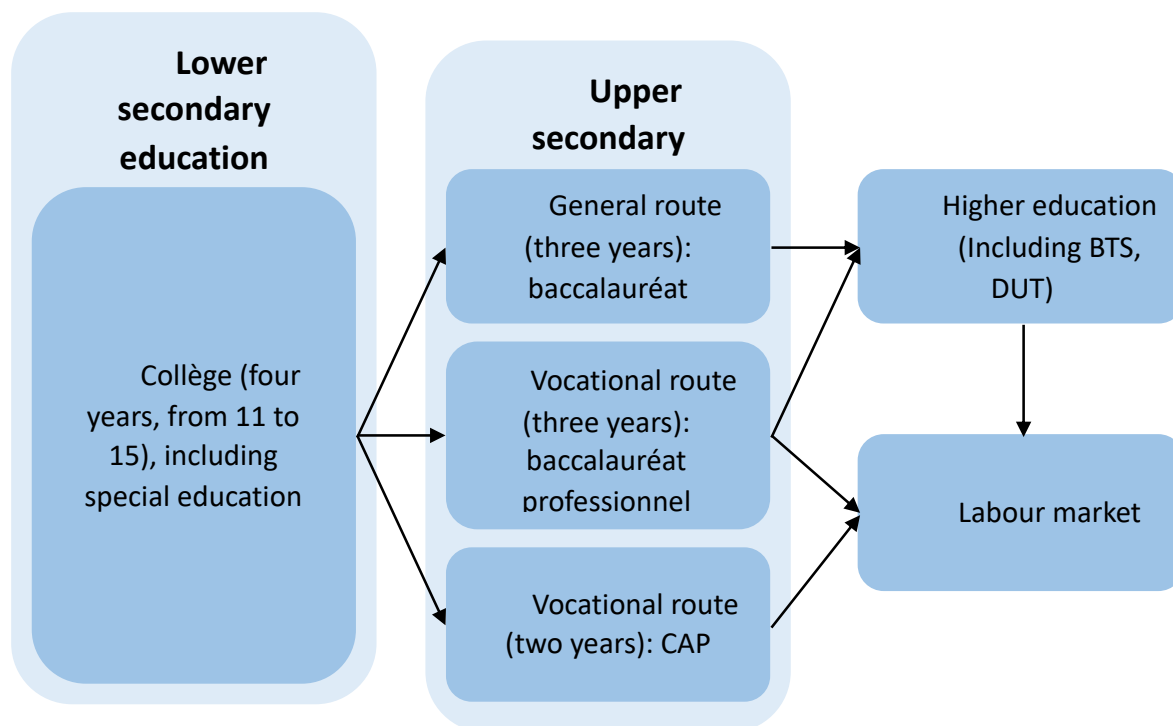 Lower
secondary
education
College (four
years, from 11 to
15), including
special education
Upper
secondary
General route
(three years):
baccalauréat
Vocational route
(three years):
baccalauréat
professionnel
Vocational route
(two years): CAP
Higher education
(Including BTS,
DUT)
Labour market